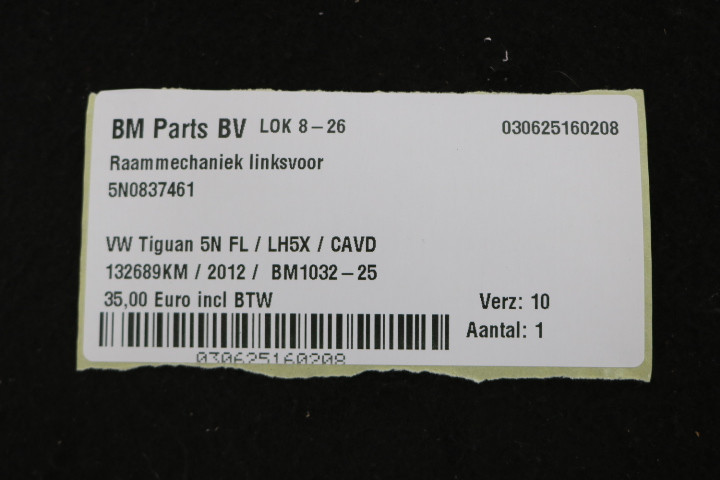 BM Parts BV LOK 8-26 030625160208
Raammechaniek linksvoor
5N0837461
VW Tiguan 5N FL / LH5X / CAVD
132689KM / 2012 / BM1032-25
35,00 Euro incl BTW Verz: 10
Aantal: 1
030625160208